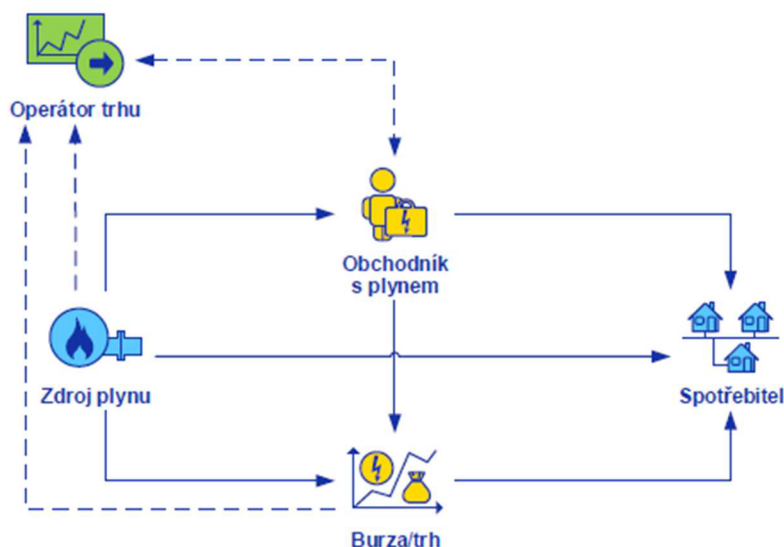 Operátor trhu
Obchodník
s plynem
Zdroj plynu
Spotřebitel
Burza/trh